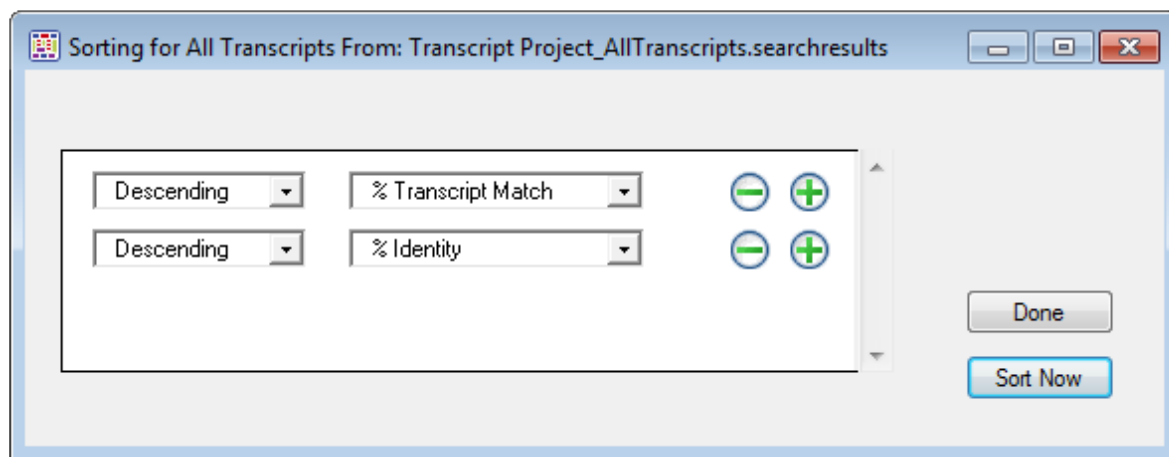 Sorting for All Transcripts From: Transcript Project_AllTranscripts.searchresults
Descending % Transcript Match
Descending % Identity
Done
Sort Now